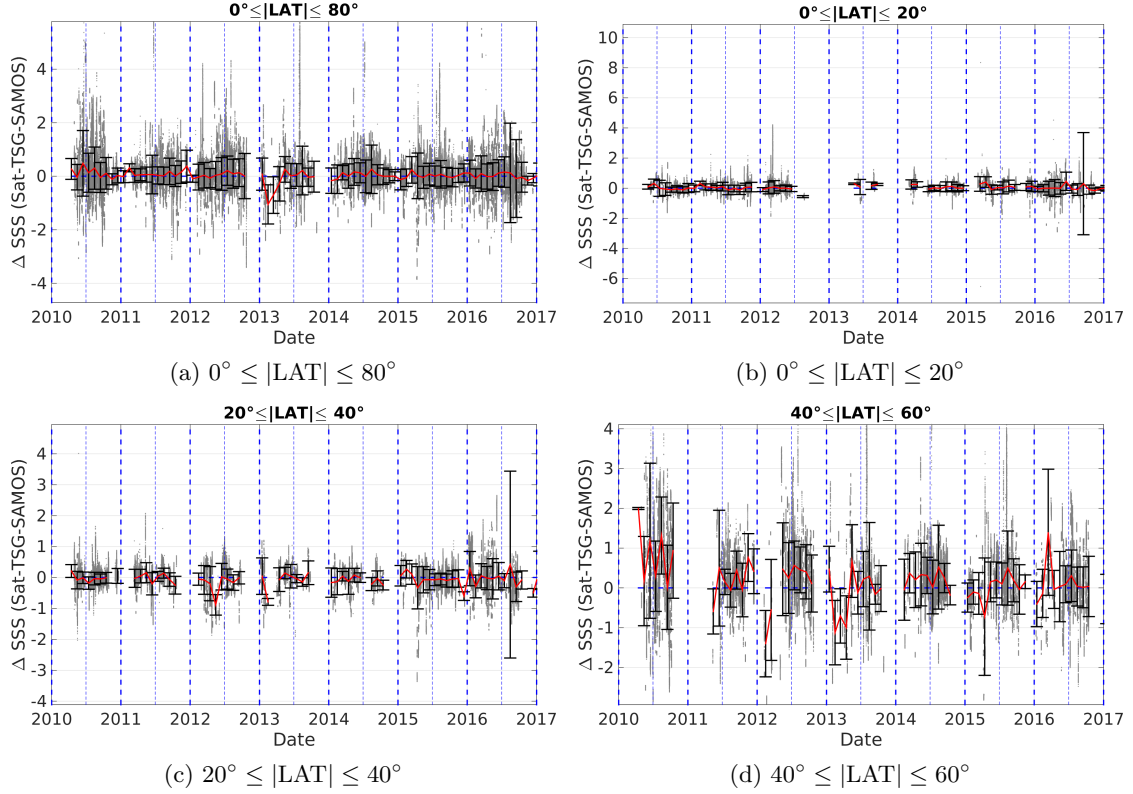 0°≤|LAT|≤ 80°
Δ SSS (Sat-TSG-SAMOS)
4
2
0
-2
-4
2010 2011 2012 2013 2014 2015 2016 2017
Date
(a) 0° ≤ |LAT| ≤ 80°
0°≤|LAT|≤ 20°
Δ SSS (Sat-TSG-SAMOS)
10
8
6
4
2
0
-2
-4
-6
2010 2011 2012 2013 2014 2015 2016 2017
Date
(b) 0° ≤ |LAT| ≤ 20°
20°≤|LAT|≤ 40°
Δ SSS (Sat-TSG-SAMOS)
4
3
2
1
0
-1
-2
-3
-4
2010 2011 2012 2013 2014 2015 2016 2017
Date
(c) 20° ≤ |LAT| ≤ 40°
40°≤|LAT|≤ 60°
Δ SSS (Sat-TSG-SAMOS)
4
3
2
1
0
-1
-2
2010 2011 2012 2013 2014 2015 2016 2017
Date
(d) 40° ≤ |LAT| ≤ 60°